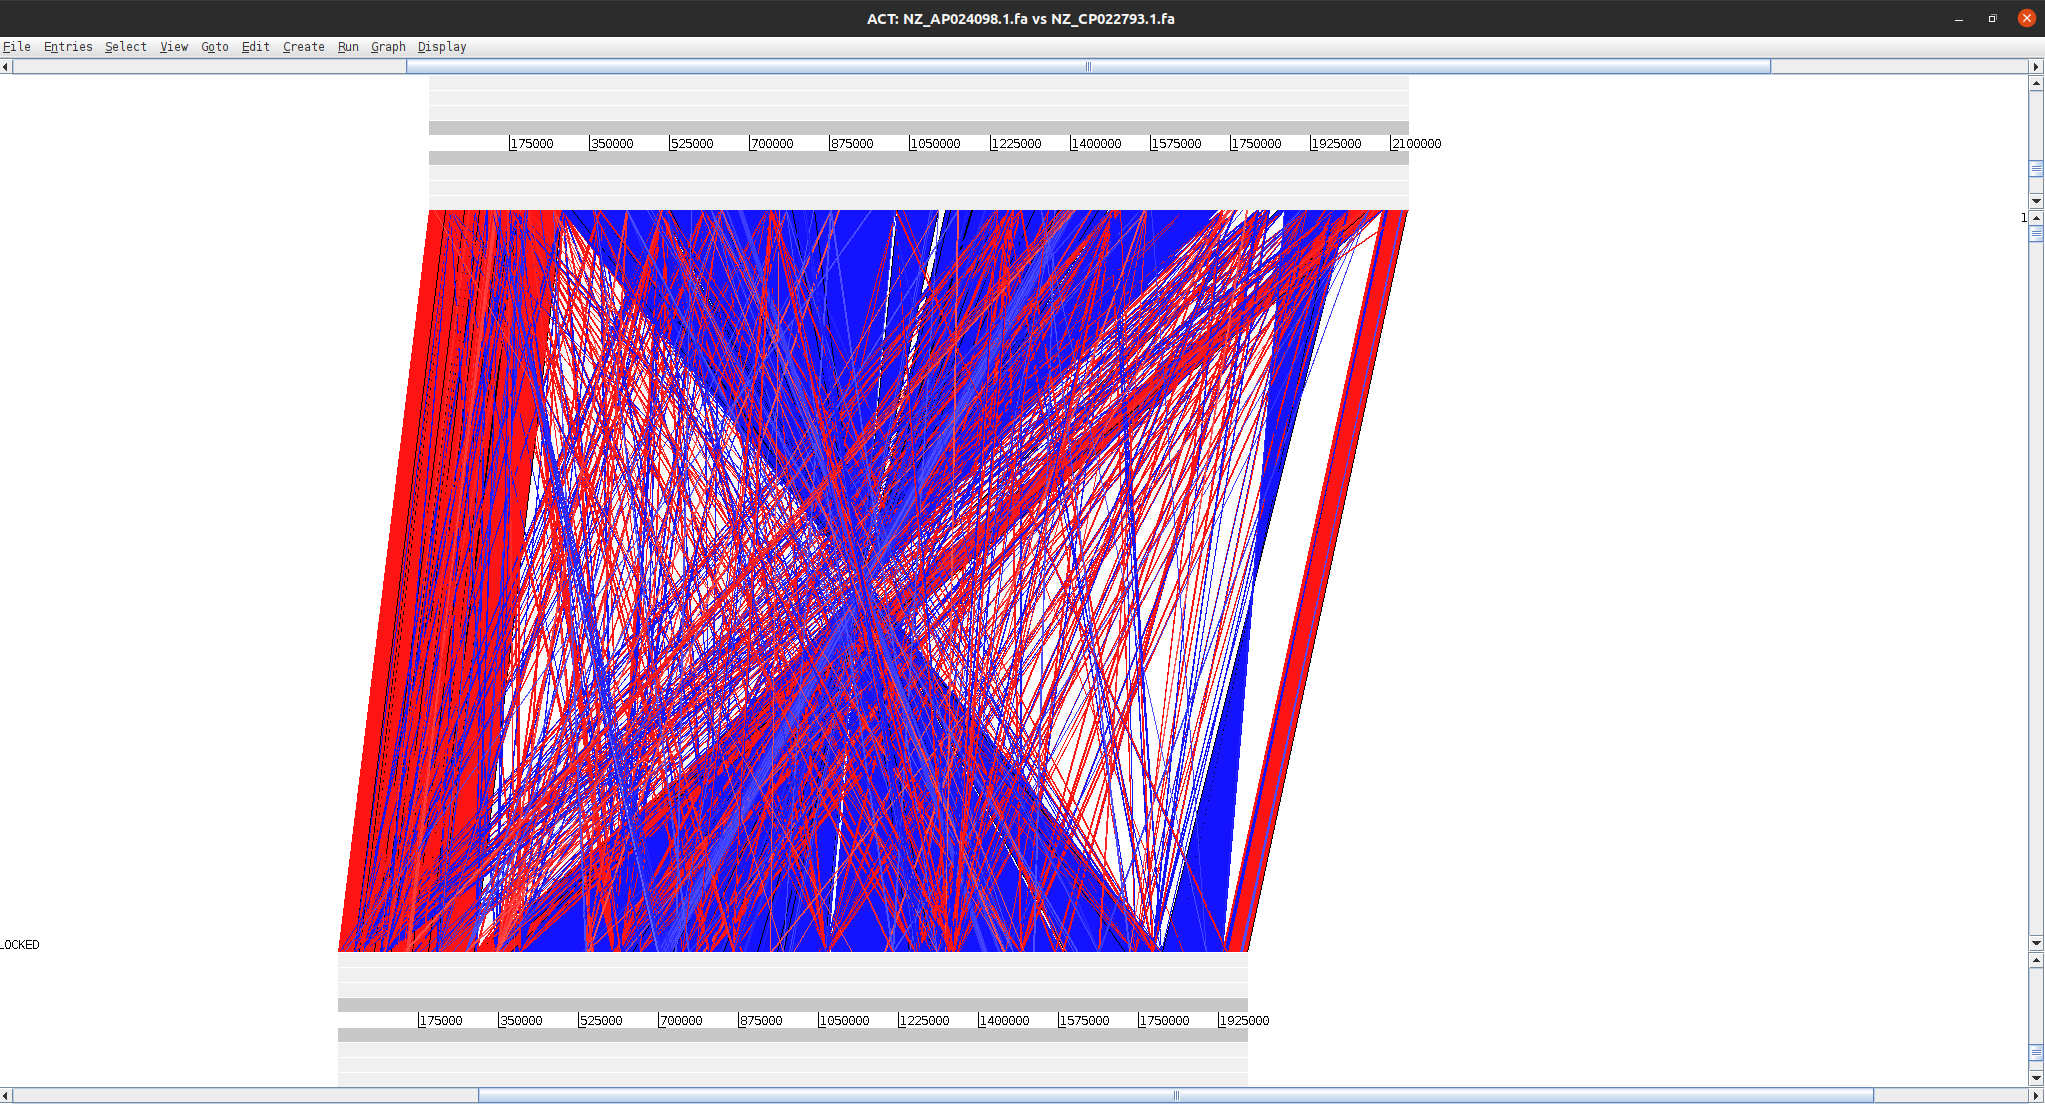 ACT: NZ_AP024098.1.fa vs NZ_CP022793.1.fa
File Entries Select View Goto Edit Create Run Graph Display
175000 350000 525000 700000 875000 1050000 1225000 1400000 1575000 1750000 1925000 2100000
1
LOCKED
175000 350000 525000 700000 875000 1050000 1225000 1400000 1575000 1750000 1925000